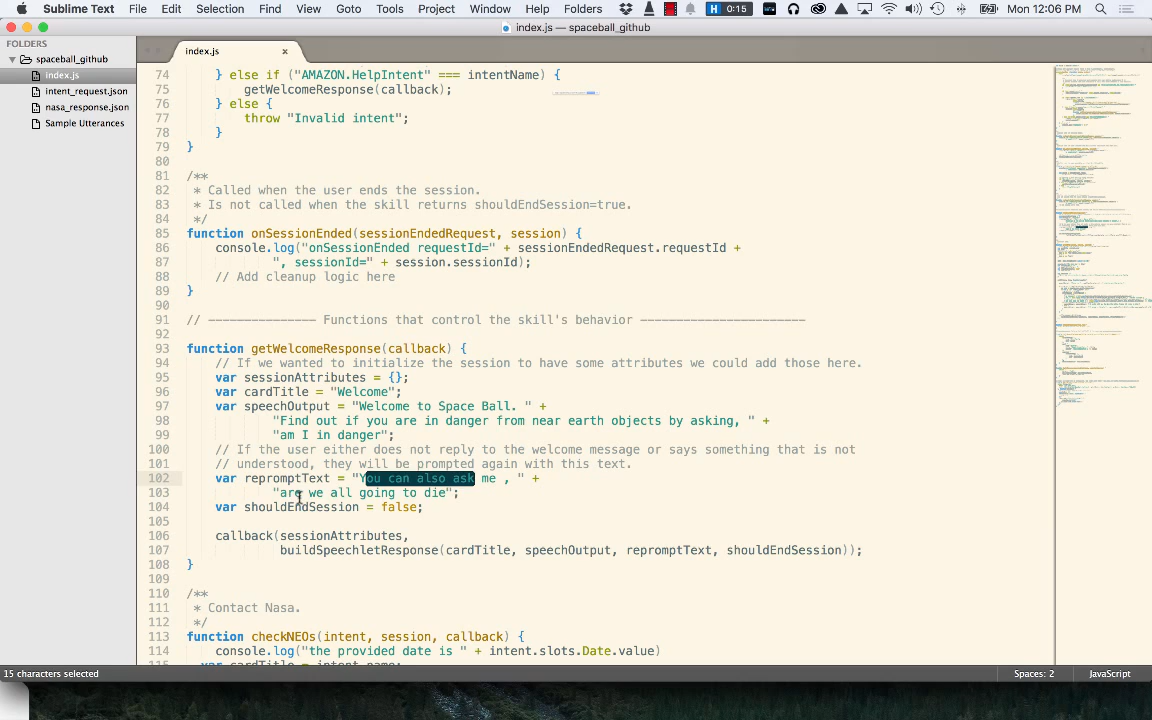 Sublime Text File Edit Selection Find View Goto Tools Project Window Help Folders H 0:15 Mon 12:06 PM
index.js — spaceball_github
FOLDERS
spaceball_github
index.js
intent_request.json
nasa_response.json
Sample Utterances
index.js
74 } else if ("AMAZON.HelpIntent" === intentName) {
75 getWelcomeResponse(callback);
76 } else {
77 throw "Invalid intent";
78 }
79 }
80
81 /**
82 * Called when the user ends the session.
83 * Is not called when the skill returns shouldEndSession=true.
84 */
85 function onSessionEnded(sessionEndedRequest, session) {
86 console.log("onSessionEnded requestId=" + sessionEndedRequest.requestId +
87 ", sessionId=" + session.sessionId);
88 // Add cleanup logic here
89 }
90
91 // --------------- Functions that control the skill's behavior -----------------------
92
93 function getWelcomeResponse(callback) {
94 // If we wanted to initialize the session to have some attributes we could add those here.
95 var sessionAttributes = {};
96 var cardTitle = "Welcome";
97 var speechOutput = "Welcome to Space Ball. " +
98 "Find out if you are in danger from near earth objects by asking, " +
99 "am I in danger";
100 // If the user either does not reply to the welcome message or says something that is not
101 // understood, they will be prompted again with this text.
102 var repromptText = "You can also ask me , " +
103 "are we all going to die";
104 var shouldEndSession = false;
105
106 callback(sessionAttributes,
107 buildSpeechletResponse(cardTitle, speechOutput, repromptText, shouldEndSession));
108 }
109
110 /**
111 * Contact Nasa.
112 */
113 function checkNEOs(intent, session, callback) {
114 console.log("the provided date is " + intent.slots.Date.value)
115 var cardTitle = intent.name;
15 characters selected Spaces: 2 JavaScript